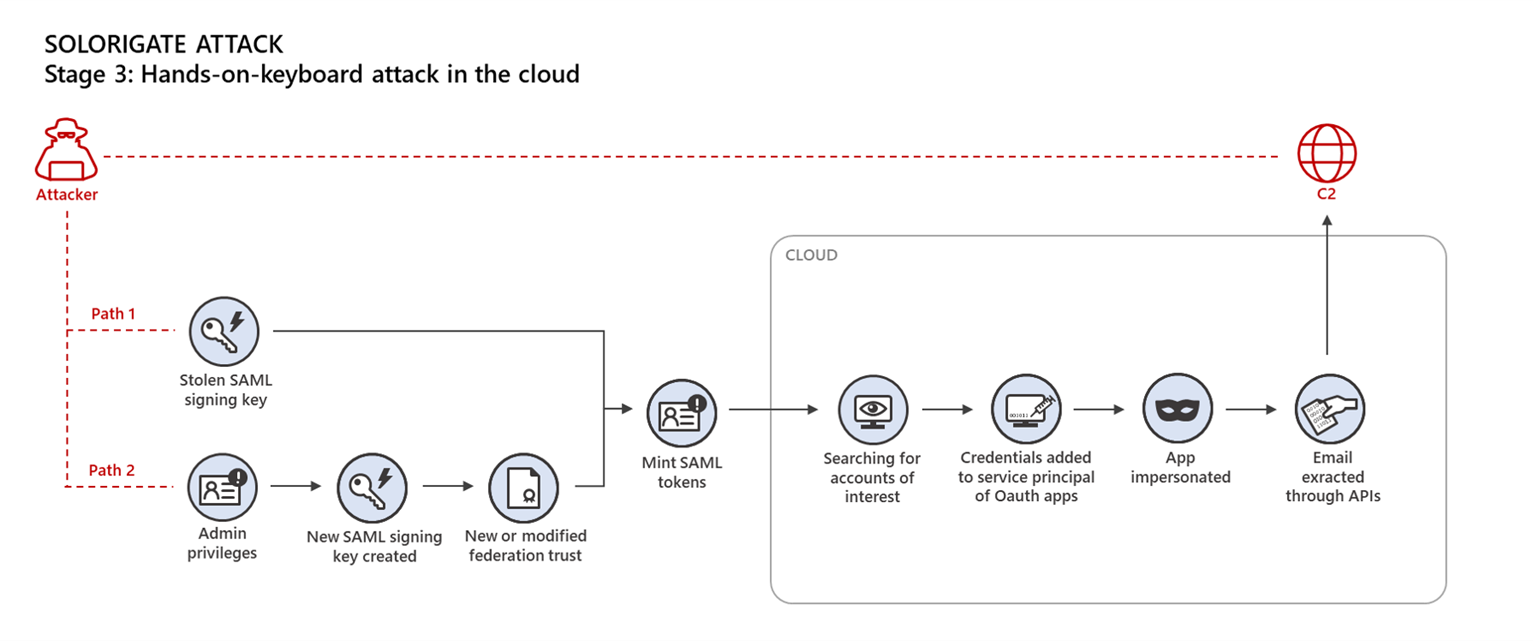 SOLORIGATE ATTACK
Stage 3: Hands-on-keyboard attack in the cloud
Attacker
C2
CLOUD
Path 1
Stolen SAML
signing key
Path 2
Admin
privileges
New SAML signing
key created
New or modified
federation trust
Mint SAML
tokens
Searching for
accounts of
interest
Credentials added
to service principal
of Oauth apps
App
impersonated
Email
exracted
through APIs